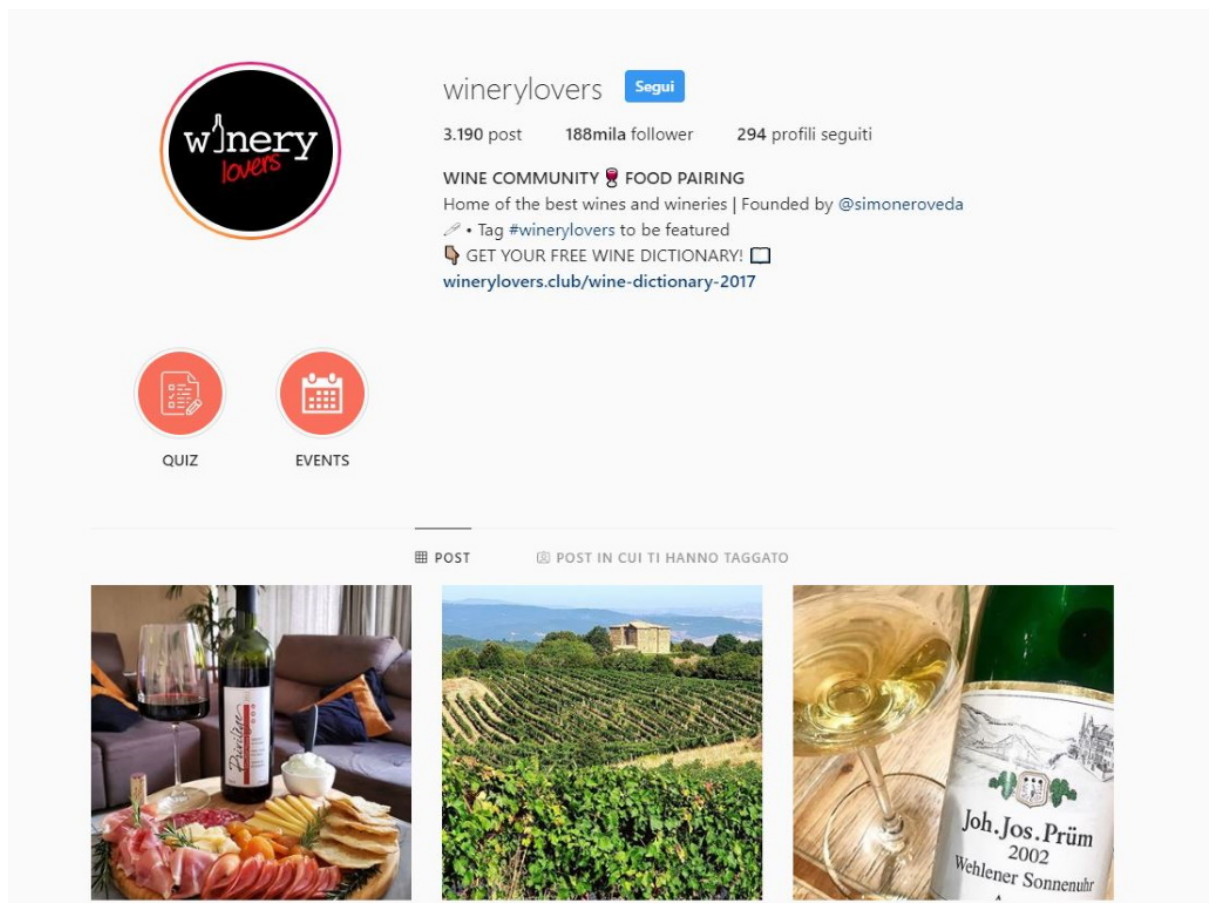 winery
lovers
winerylovers Segui
3.190 post 188mila follower 294 profili seguiti
WINE COMMUNITY 🍷 FOOD PAIRING
Home of the best wines and wineries | Founded by @simoneroveda
• Tag #winerylovers to be featured
👇🏽 GET YOUR FREE WINE DICTIONARY! 📖
winerylovers.club/wine-dictionary-2017
QUIZ EVENTS
POST POST IN CUI TI HANNO TAGGATO
Privilège
Joh.Jos.Prüm
2002
Wehlener Sonnenuhr